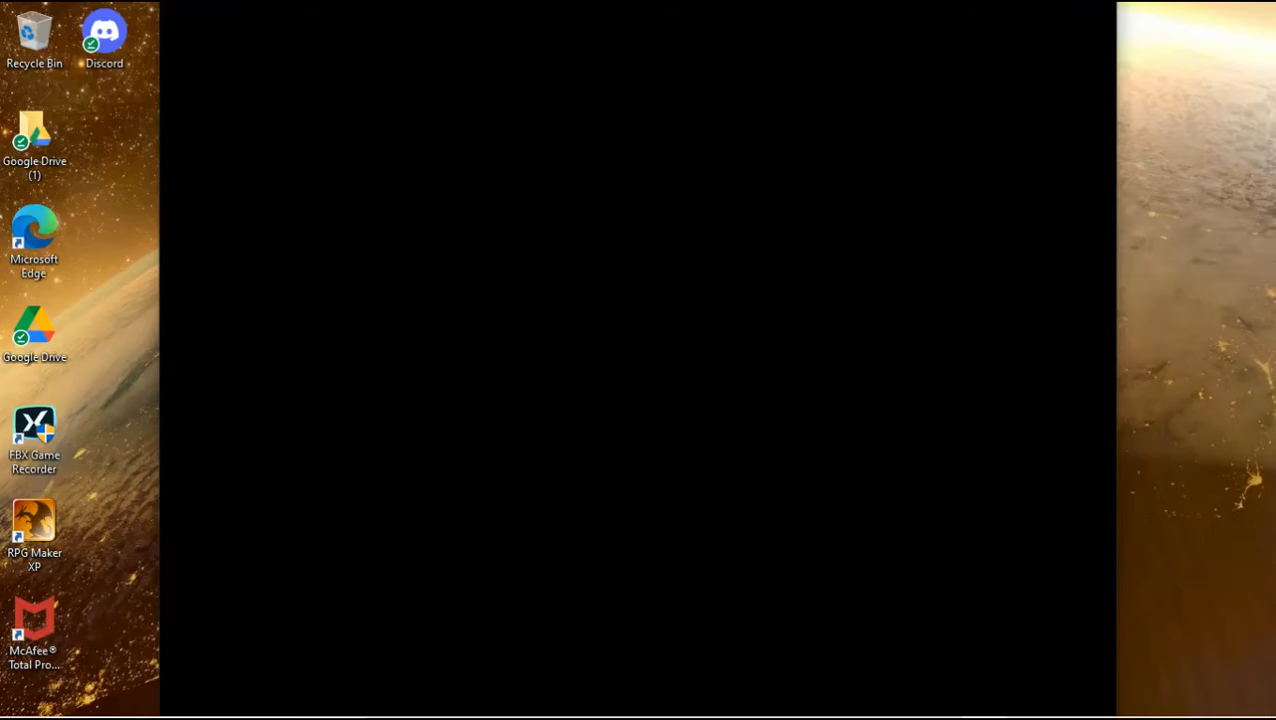 Recycle Bin
Discord
Google Drive
(1)
Microsoft
Edge
Google Drive
FBX Game
Recorder
RPG Maker
XP
McAfee®
Total Pro...